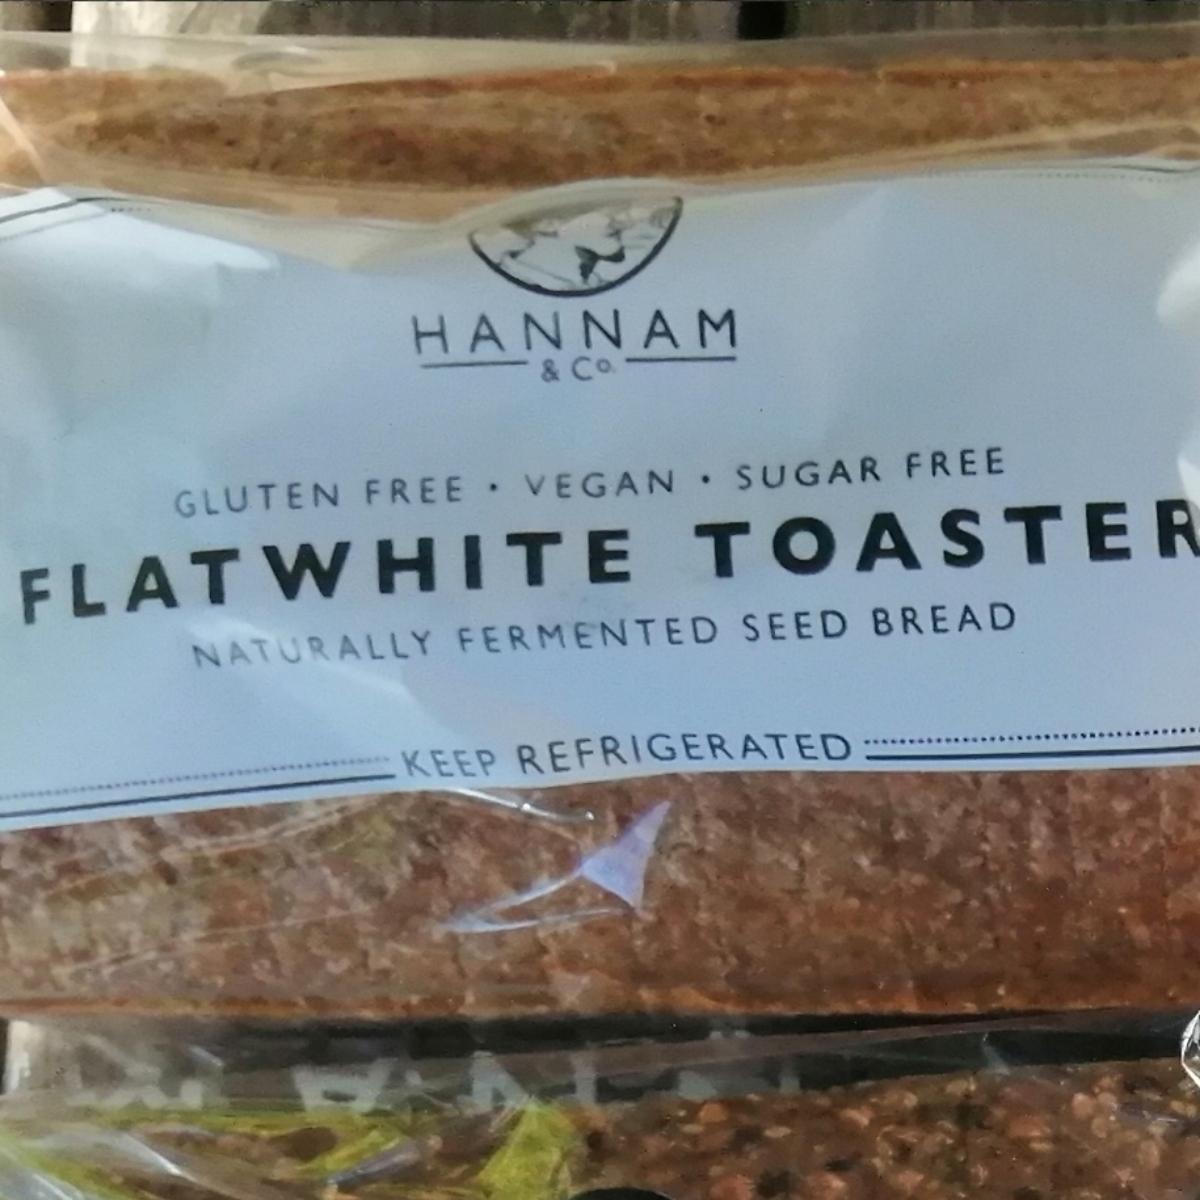 HANNAM
& Co.
GLUTEN FREE • VEGAN • SUGAR FREE
FLATWHITE TOASTER
NATURALLY FERMENTED SEED BREAD
KEEP REFRIGERATED